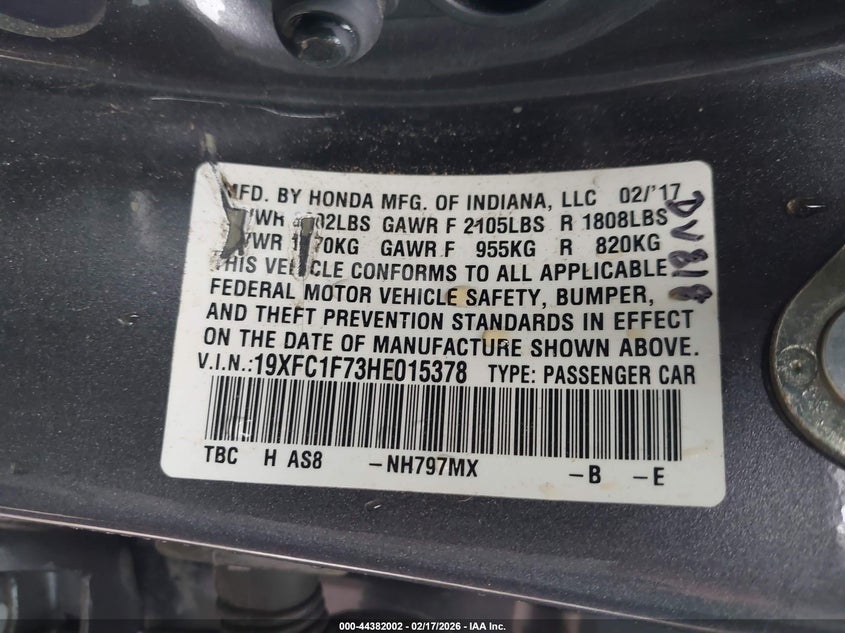 MFD. BY HONDA MFG. OF INDIANA, LLC 02/'17
GAWR F 2105LBS R 1808LBS
GAWR F 955KG R 820KG
THIS VEHICLE CONFORMS TO ALL APPLICABLE
FEDERAL MOTOR VEHICLE SAFETY, BUMPER,
AND THEFT PREVENTION STANDARDS IN EFFECT
ON THE DATE OF MANUFACTURE SHOWN ABOVE.
V.I.N.:19XFC1F73HE015378 TYPE: PASSENGER CAR
TBC H AS8 -NH797MX -B -E
000-44382002 - 02/17/2026 - IAA Inc.